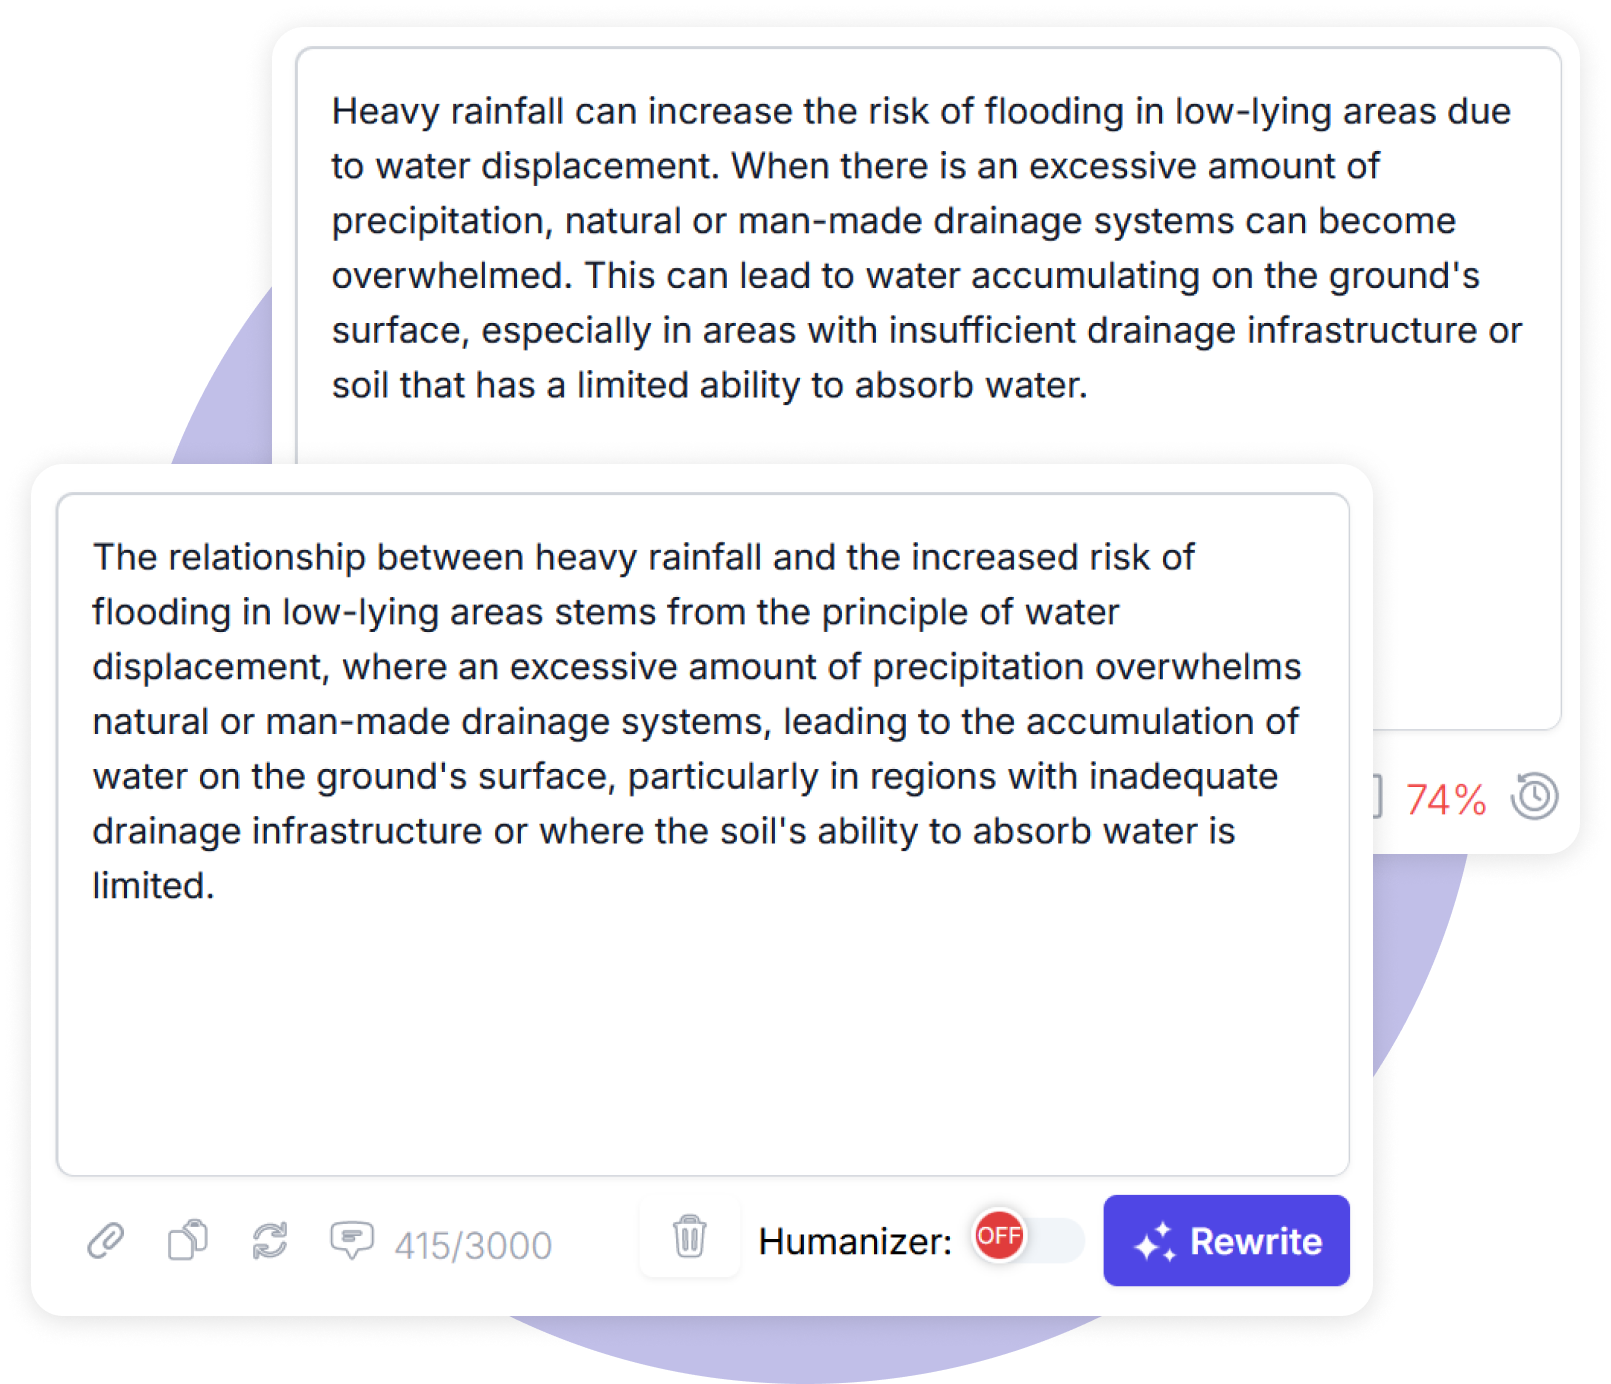 Heavy rainfall can increase the risk of flooding in low-lying areas due
to water displacement. When there is an excessive amount of
precipitation, natural or man-made drainage systems can become
overwhelmed. This can lead to water accumulating on the ground's
surface, especially in areas with insufficient drainage infrastructure or
soil that has a limited ability to absorb water.
74%
The relationship between heavy rainfall and the increased risk of
flooding in low-lying areas stems from the principle of water
displacement, where an excessive amount of precipitation overwhelms
natural or man-made drainage systems, leading to the accumulation of
water on the ground's surface, particularly in regions with inadequate
drainage infrastructure or where the soil's ability to absorb water is
limited.
415/3000 Humanizer: OFF Rewrite